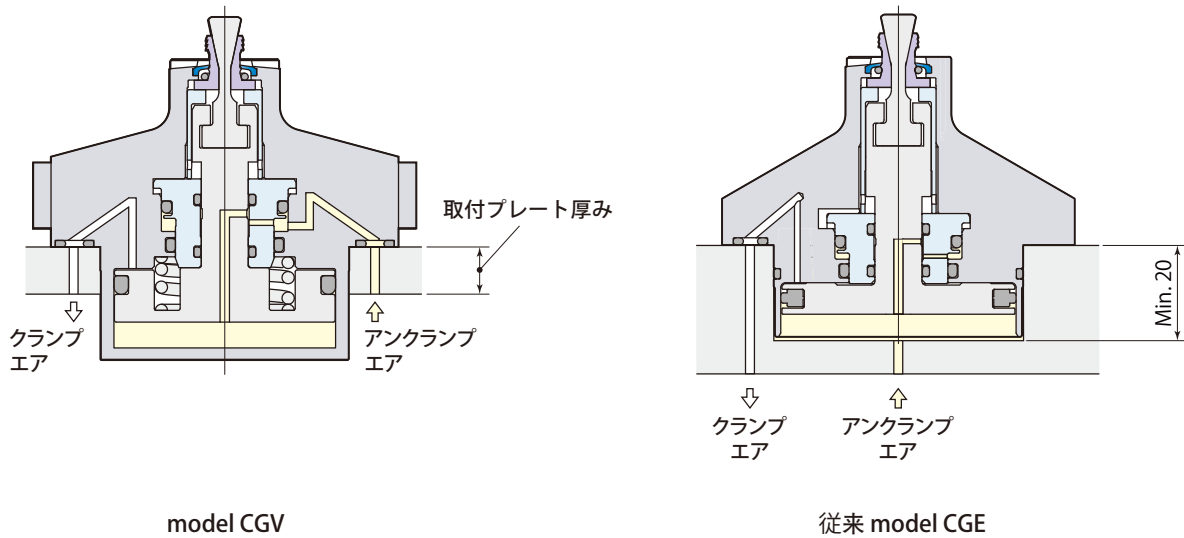 取付プレート厚み
クランプ
エア
アンクランプ
エア
model CGV
Min. 20
クランプ
エア
アンクランプ
エア
従来 model CGE